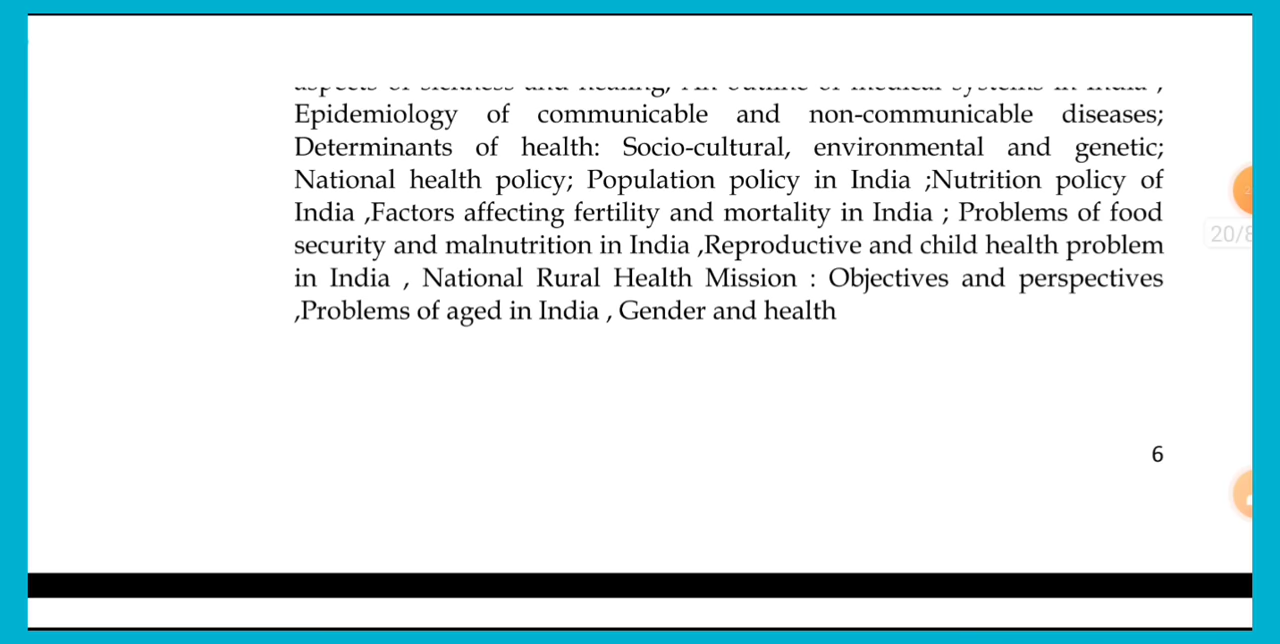 Epidemiology of communicable and non-communicable diseases;
Determinants of health: Socio-cultural, environmental and genetic;
National health policy; Population policy in India ;Nutrition policy of
India ,Factors affecting fertility and mortality in India ; Problems of food
security and malnutrition in India ,Reproductive and child health problem
in India , National Rural Health Mission : Objectives and perspectives
,Problems of aged in India , Gender and health
6
20/8